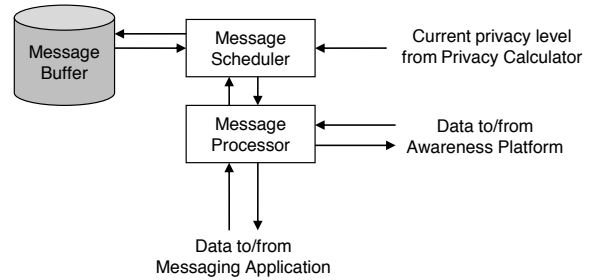 Message
Buffer
Message
Scheduler
Current privacy level
from Privacy Calculator
Message
Processor
Data to/from
Awareness Platform
Data to/from
Messaging Application